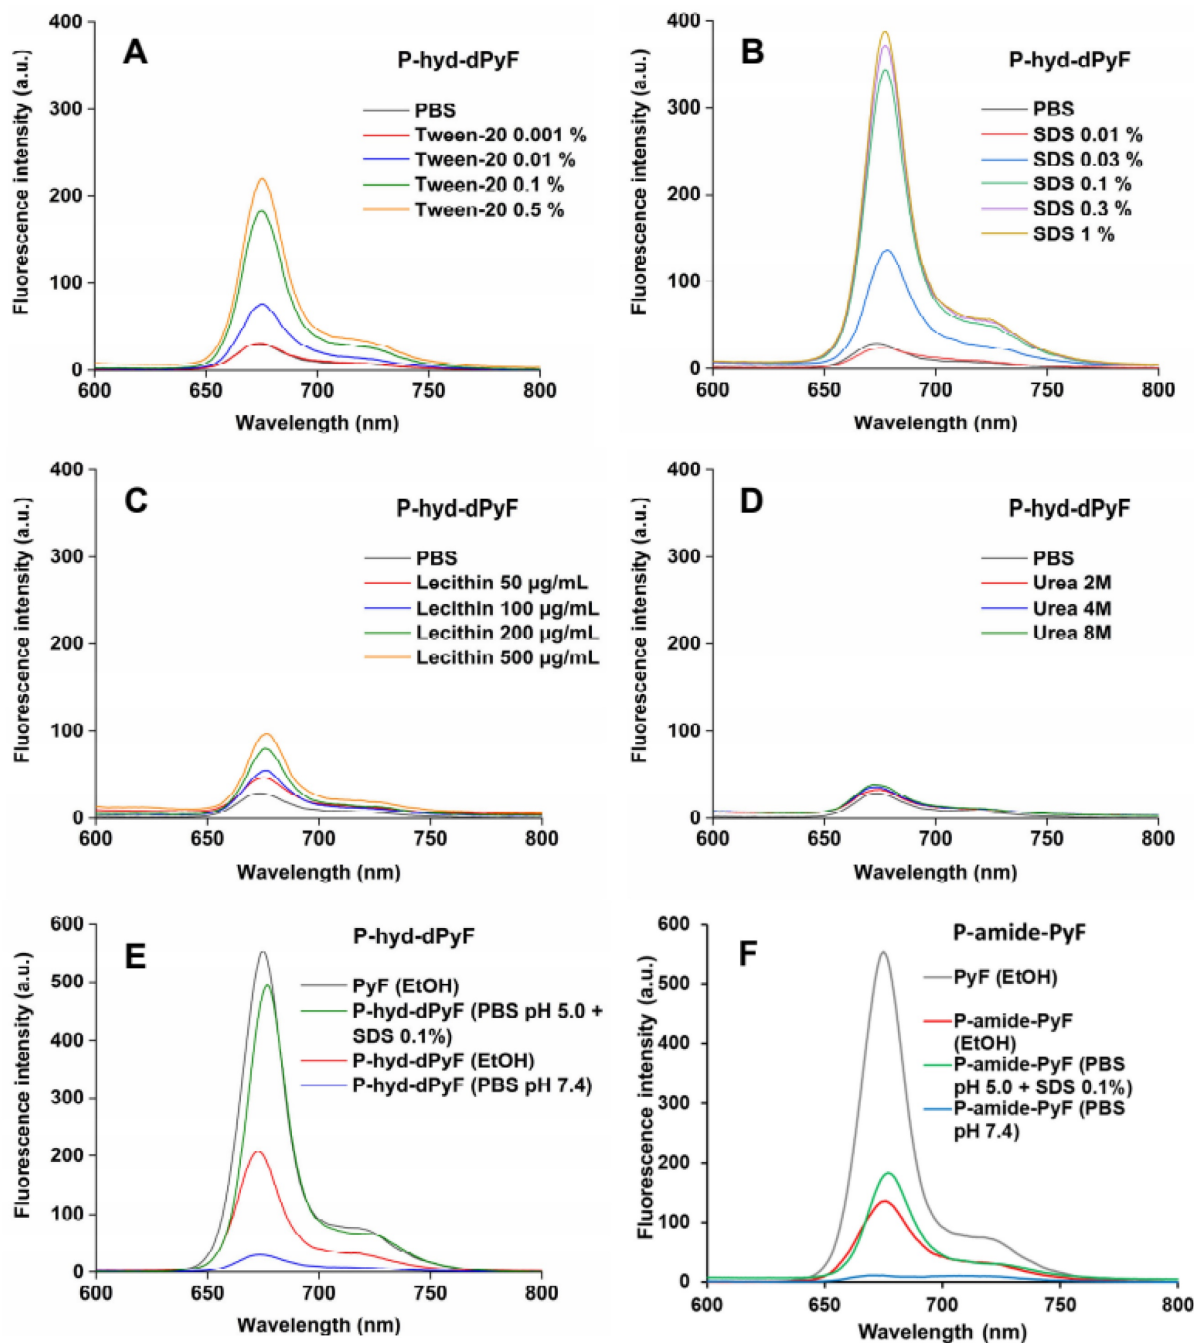 A
P-hyd-dPyF
PBS
Tween-20 0.001 %
Tween-20 0.01 %
Tween-20 0.1 %
Tween-20 0.5 %
Fluorescence intensity (a.u.)
400
300
200
100
0
600 650 700 750 800
Wavelength (nm)
B
P-hyd-dPyF
PBS
SDS 0.01 %
SDS 0.03 %
SDS 0.1 %
SDS 0.3 %
SDS 1 %
Fluorescence intensity (a.u.)
400
300
200
100
0
600 650 700 750 800
Wavelength (nm)
C
P-hyd-dPyF
PBS
Lecithin 50 µg/mL
Lecithin 100 µg/mL
Lecithin 200 µg/mL
Lecithin 500 µg/mL
Fluorescence intensity (a.u.)
400
300
200
100
0
600 650 700 750 800
Wavelength (nm)
D
P-hyd-dPyF
PBS
Urea 2M
Urea 4M
Urea 8M
Fluorescence intensity (a.u.)
400
300
200
100
0
600 650 700 750 800
Wavelength (nm)
E
P-hyd-dPyF
PyF (EtOH)
P-hyd-dPyF (PBS pH 5.0 +
SDS 0.1%)
P-hyd-dPyF (EtOH)
P-hyd-dPyF (PBS pH 7.4)
Fluorescence intensity (a.u.)
600
500
400
300
200
100
0
600 650 700 750 800
Wavelength (nm)
F
P-amide-PyF
PyF (EtOH)
P-amide-PyF
(EtOH)
P-amide-PyF (PBS
pH 5.0 + SDS 0.1%)
P-amide-PyF (PBS
pH 7.4)
Fluorescence intensity (a.u.)
600
500
400
300
200
100
0
600 650 700 750 800
Wavelength (nm)